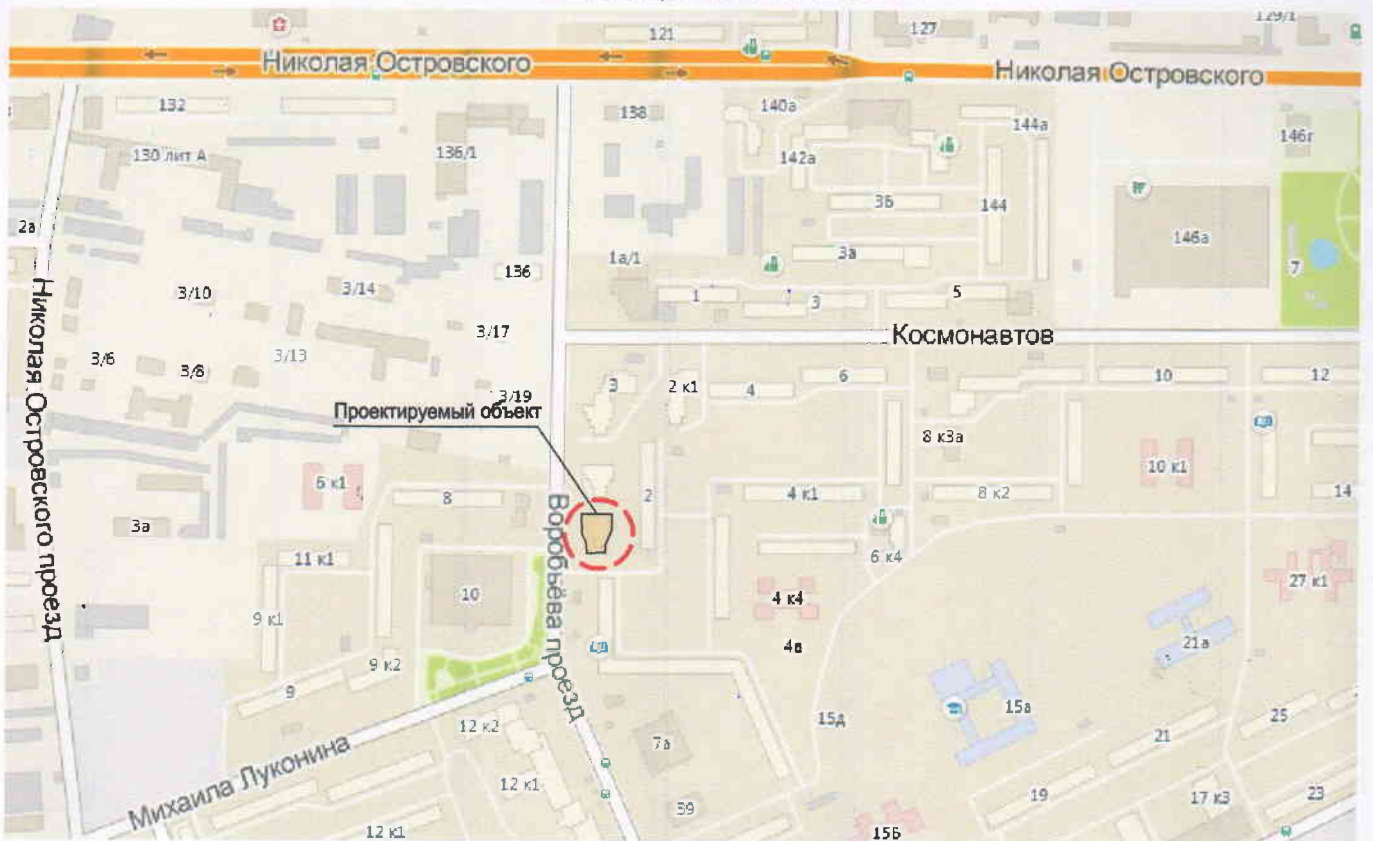 121
127
129/1
Николая Островского
Николая Островского
132
138
140а
144а
146г
130 лит А
136/1
142а
3Б
144
146а
2а
1а/1
3а
7
136
3/10
3/14
1
3
5
3/17
Космонавтов
3/6
3/8
3/13
3/19
3
2 к1
4
6
10
12
Проектируемый объект
8 к3а
10 к1
6 к1
8
2
4 к1
8 к2
14
3а
Николая Островского проезд
Воробьёва проезд
11 к1
6 к4
10
4 к4
27 к1
9 к1
4в
21а
9 к2
9
15а
15д
12 к2
7а
21
25
Михаила Луконина
12 к1
39
19
17 к3
23
12 к1
15Б